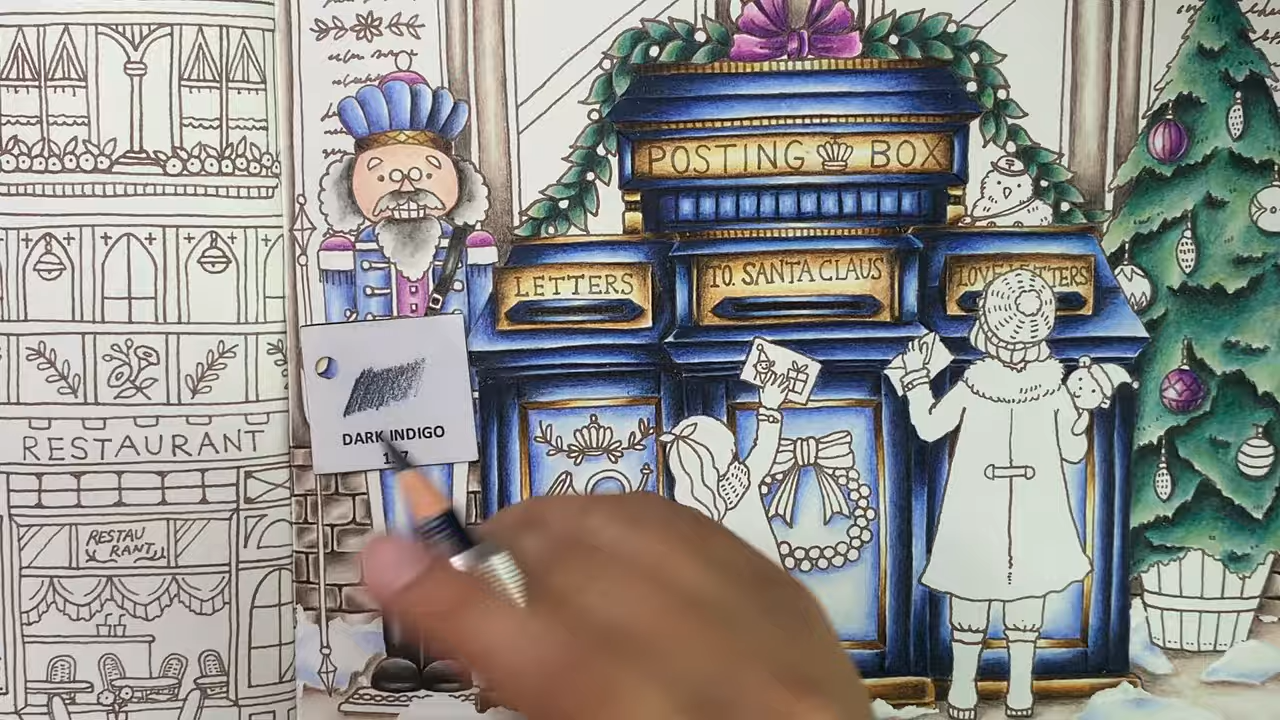 POSTING BOX
LETTERS
TO. SANTA CLAUS
LOVE LETTERS
DARK INDIGO
RESTAURANT
RESTAU
RANT